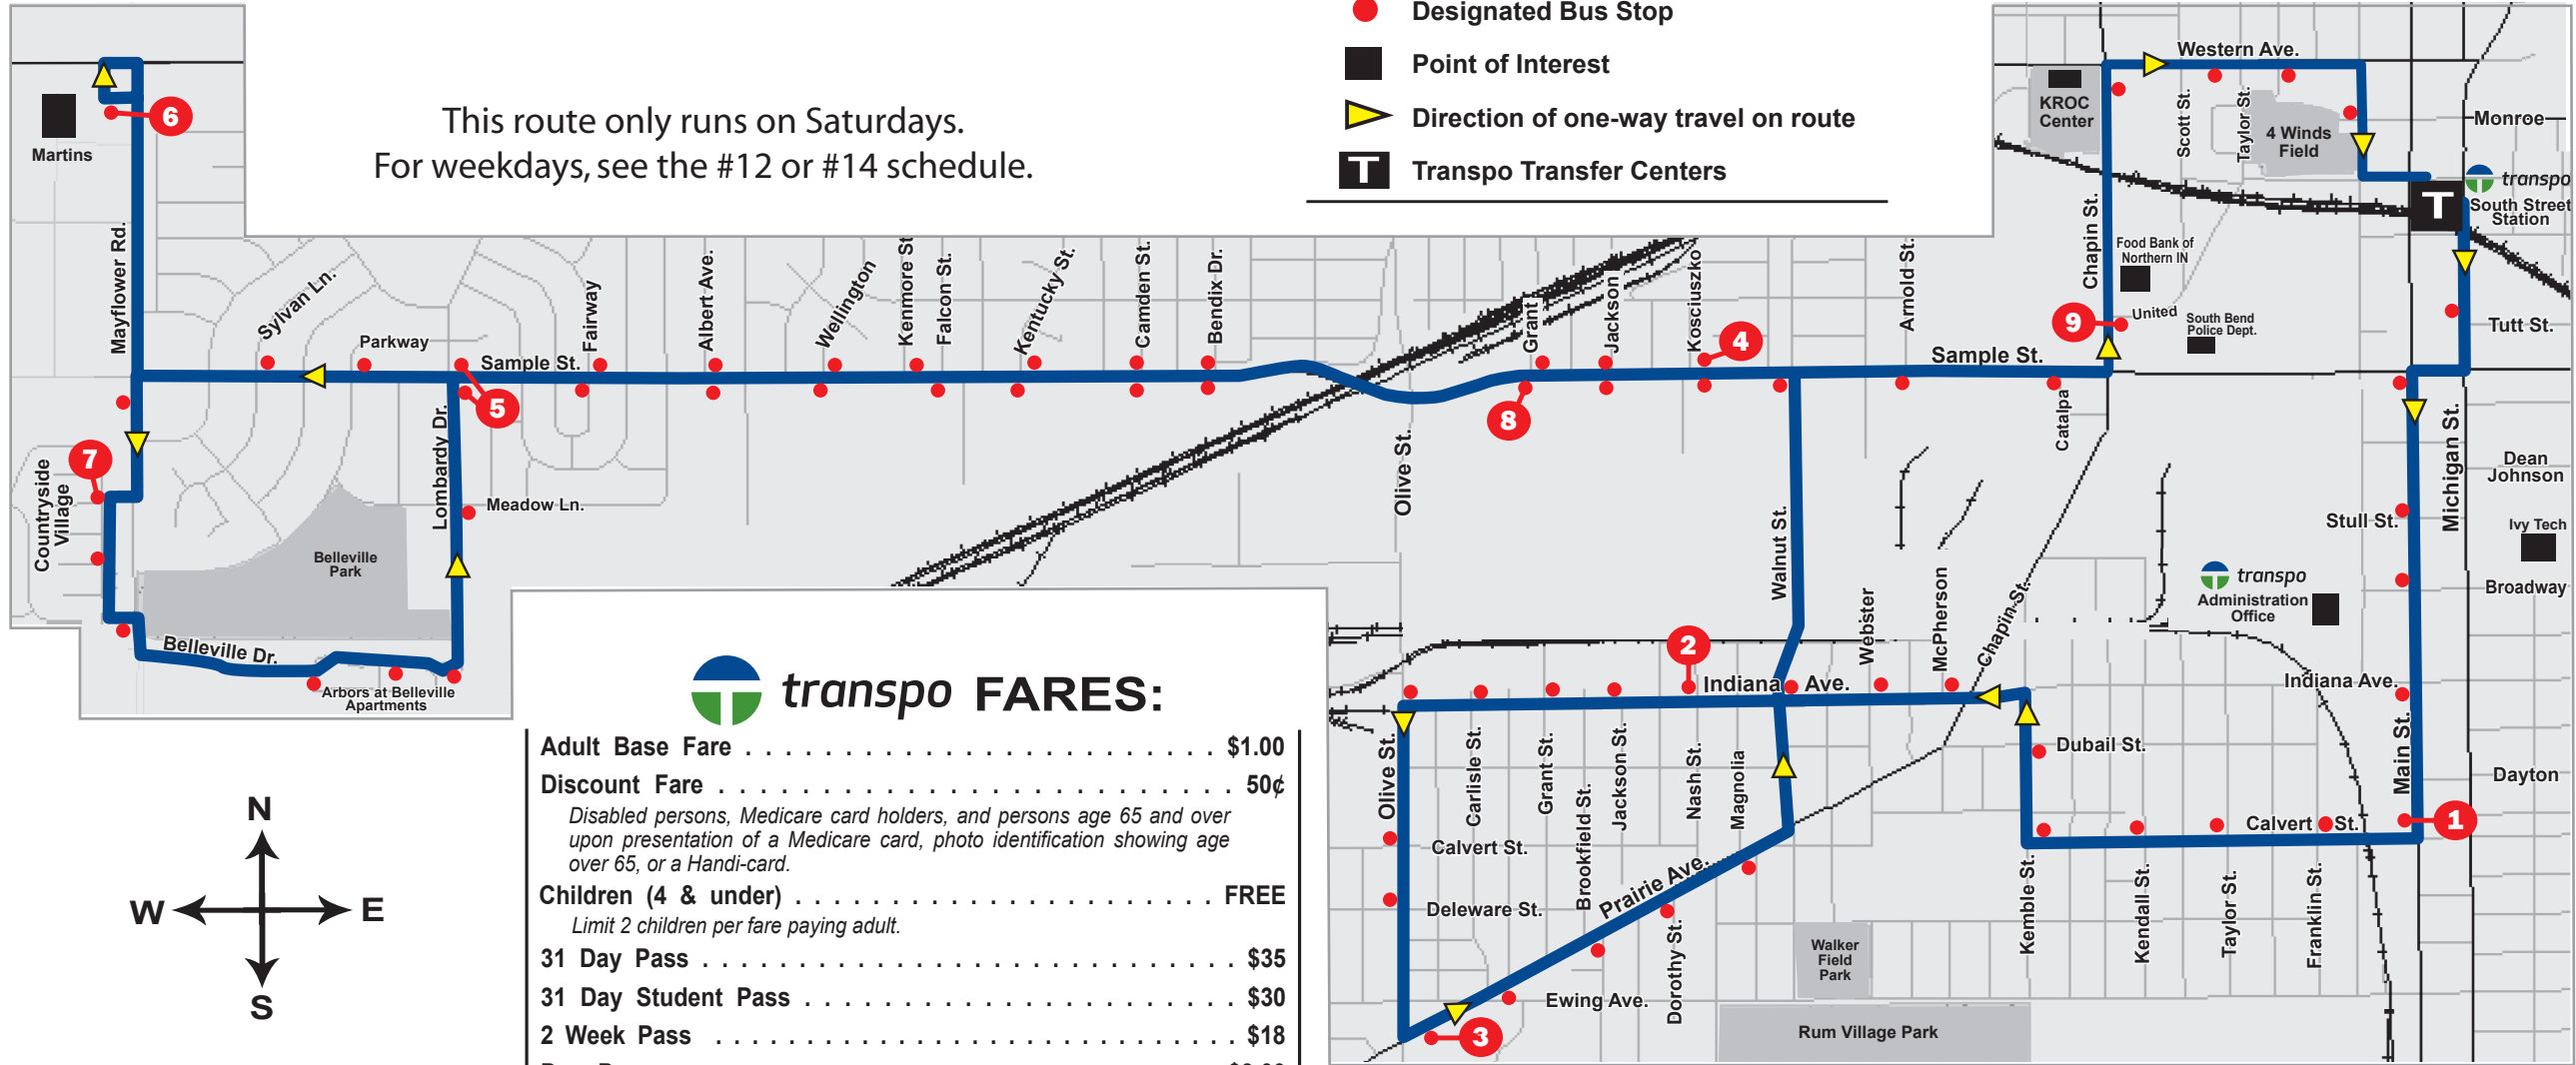 Designated Bus Stop
Point of Interest
Direction of one-way travel on route
T
Transpo Transfer Centers
This route only runs on Saturdays.
For weekdays, see the #12 or #14 schedule.
6
Martins
Mayflower Rd.
Sylvan Ln.
Parkway
Sample St.
Fairway
Albert Ave.
Wellington
Kenmore St
Falcon St.
Kentucky St.
Camden St.
Bendix Dr.
Grant
Jackson
Kosciuszko
4
Arnold St.
Sample St.
5
7
8
Countryside
Village
Lombardy Dr.
Meadow Ln.
Belleville
Park
Belleville Dr.
Arbors at Belleville
Apartments
Olive St.
Walnut St.
Western Ave.
KROC
Center
Scott St.
Taylor St.
4 Winds
Field
Monroe
transpo
T
South Street
Station
Chapin St.
Food Bank of
Northern IN
9
United
South Bend
Police Dept.
Tutt St.
Catalpa
Michigan St.
Dean
Johnson
Stull St.
Ivy Tech
transpo
Administration
Office
Broadway
Webster
McPherson
Chapin St.
2
Indiana Ave.
Indiana Ave.
Main St.
Dubail St.
Dayton
Olive St.
Carlisle St.
Grant St.
Brookfield St.
Jackson St.
Nash St.
Magnolia
Calvert St.
1
Calvert St.
Deleware St.
Prairie Ave.
Dorothy St.
Kemble St.
Kendall St.
Taylor St.
Franklin St.
Walker
Field
Park
Ewing Ave.
3
Rum Village Park
N
W
E
S
transpo FARES:
Adult Base Fare . . . . . . . . . . . . . . . . . . . . . . . . . $1.00
Discount Fare . . . . . . . . . . . . . . . . . . . . . . . . . . . 50¢
Disabled persons, Medicare card holders, and persons age 65 and over
upon presentation of a Medicare card, photo identification showing age
over 65, or a Handi-card.
Children (4 & under) . . . . . . . . . . . . . . . . . . . . . . FREE
Limit 2 children per fare paying adult.
31 Day Pass . . . . . . . . . . . . . . . . . . . . . . . . . . . . $35
31 Day Student Pass . . . . . . . . . . . . . . . . . . . . . . $30
2 Week Pass . . . . . . . . . . . . . . . . . . . . . . . . . . . $18